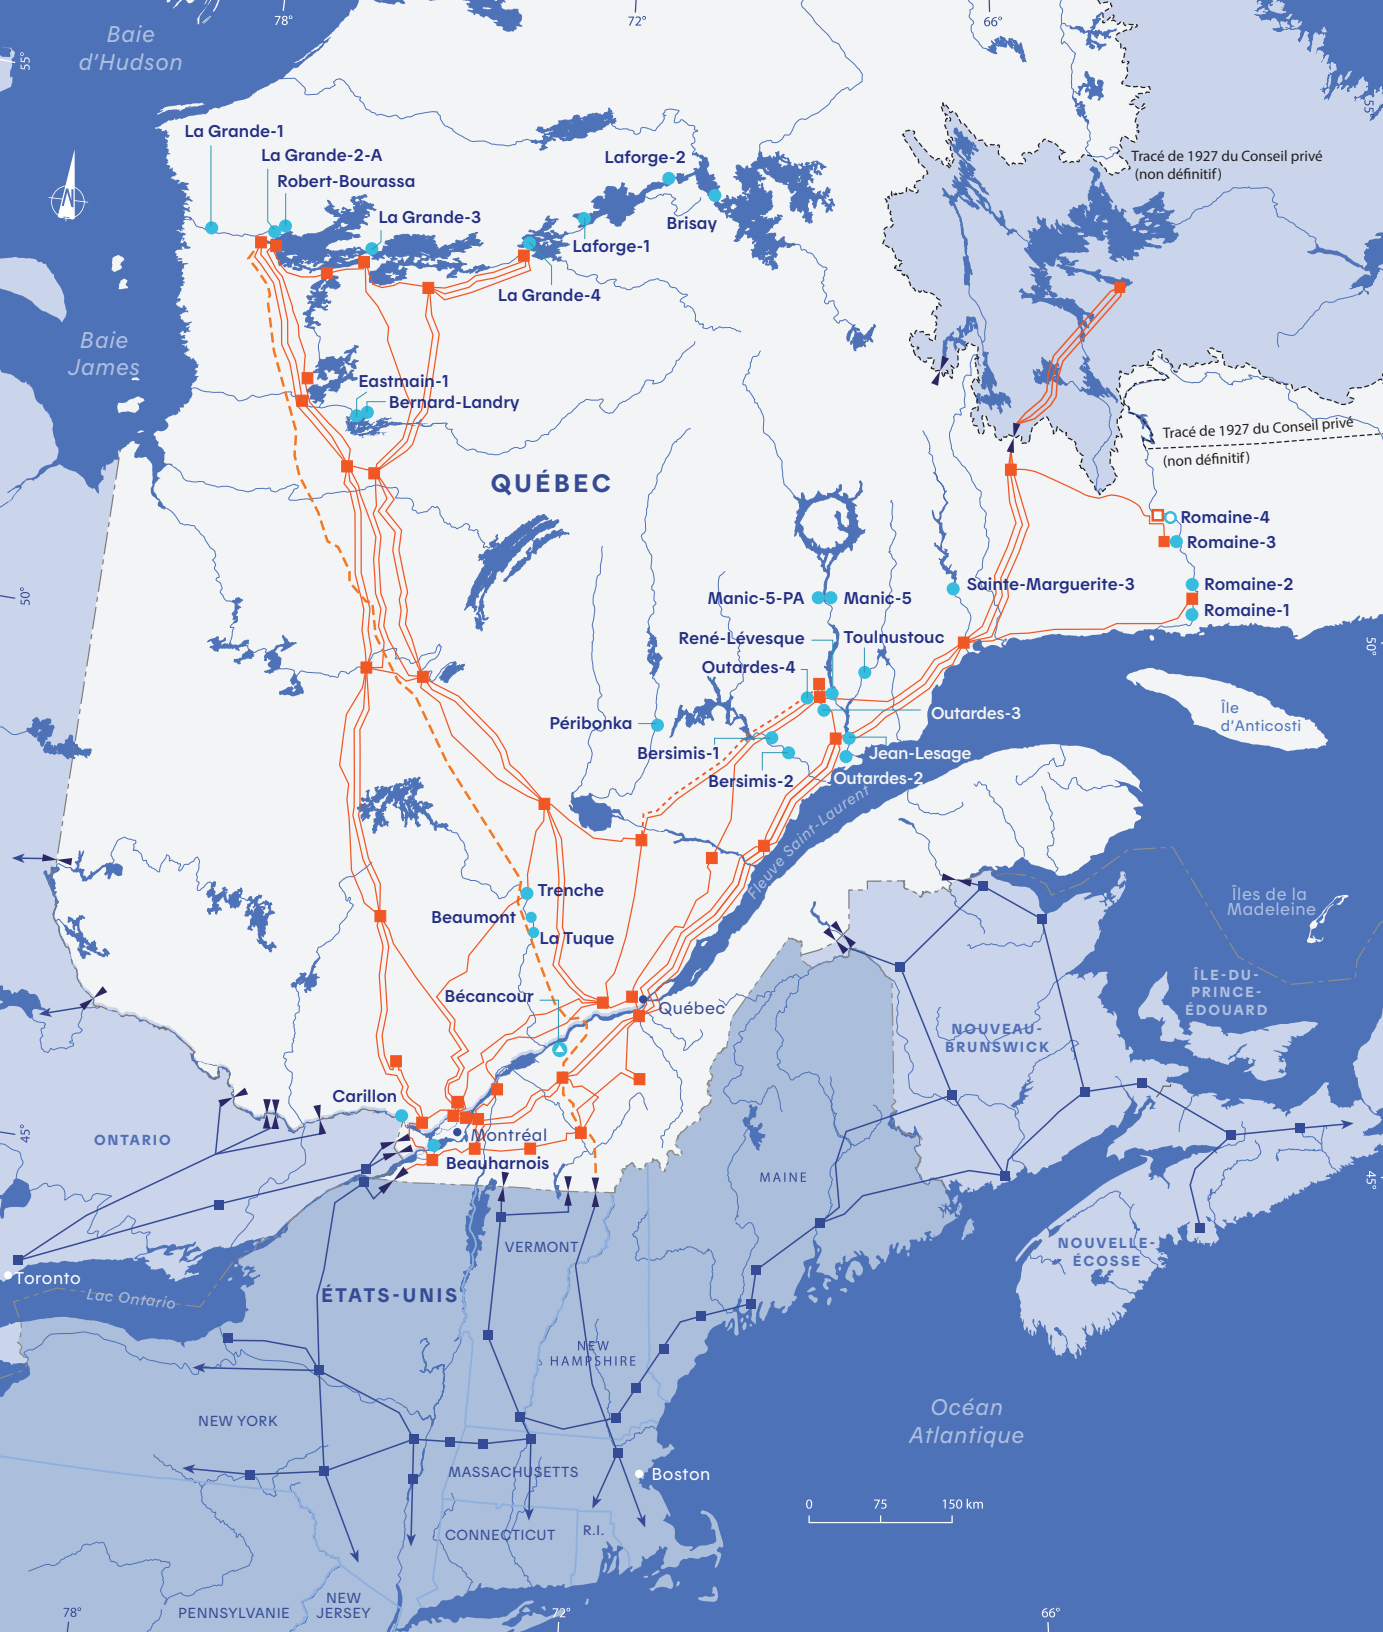 78°
72°
66°
Baie
d'Hudson
55°
55°
La Grande-1
La Grande-2-A
Robert-Bourassa
La Grande-3
Laforge-2
Brisay
Laforge-1
La Grande-4
Tracé de 1927 du Conseil privé
(non définitif)
Baie
James
Eastmain-1
Bernard-Landry
QUÉBEC
Tracé de 1927 du Conseil privé
(non définitif)
Romaine-4
Romaine-3
Romaine-2
Romaine-1
Sainte-Marguerite-3
50°
50°
Manic-5-PA
Manic-5
René-Lévesque
Toulnustouc
Outardes-4
Outardes-3
Péribonka
Bersimis-1
Jean-Lesage
Bersimis-2
Outardes-2
Île
d'Anticosti
Fleuve Saint-Laurent
Trenche
Beaumont
La Tuque
Îles de la
Madeleine
Bécancour
Québec
ÎLE-DU-
PRINCE-
ÉDOUARD
NOUVEAU-
BRUNSWICK
Carillon
Montréal
Beauharnois
45°
45°
ONTARIO
MAINE
VERMONT
NOUVELLE-
ÉCOSSE
Toronto
Lac Ontario
ÉTATS-UNIS
NEW
HAMPSHIRE
NEW YORK
Océan
Atlantique
MASSACHUSETTS
Boston
0
75
150 km
CONNECTICUT
R.I.
PENNSYLVANIE
NEW
JERSEY
78°
72°
66°